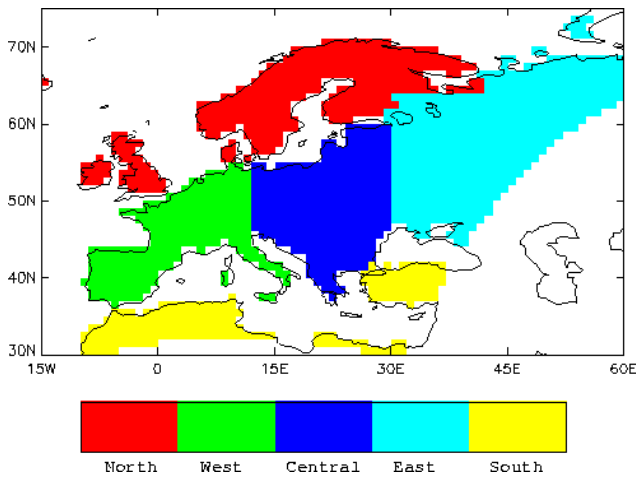 70N
60N
50N
40N
30N
15W 0 15E 30E 45E 60E
North West Central East South